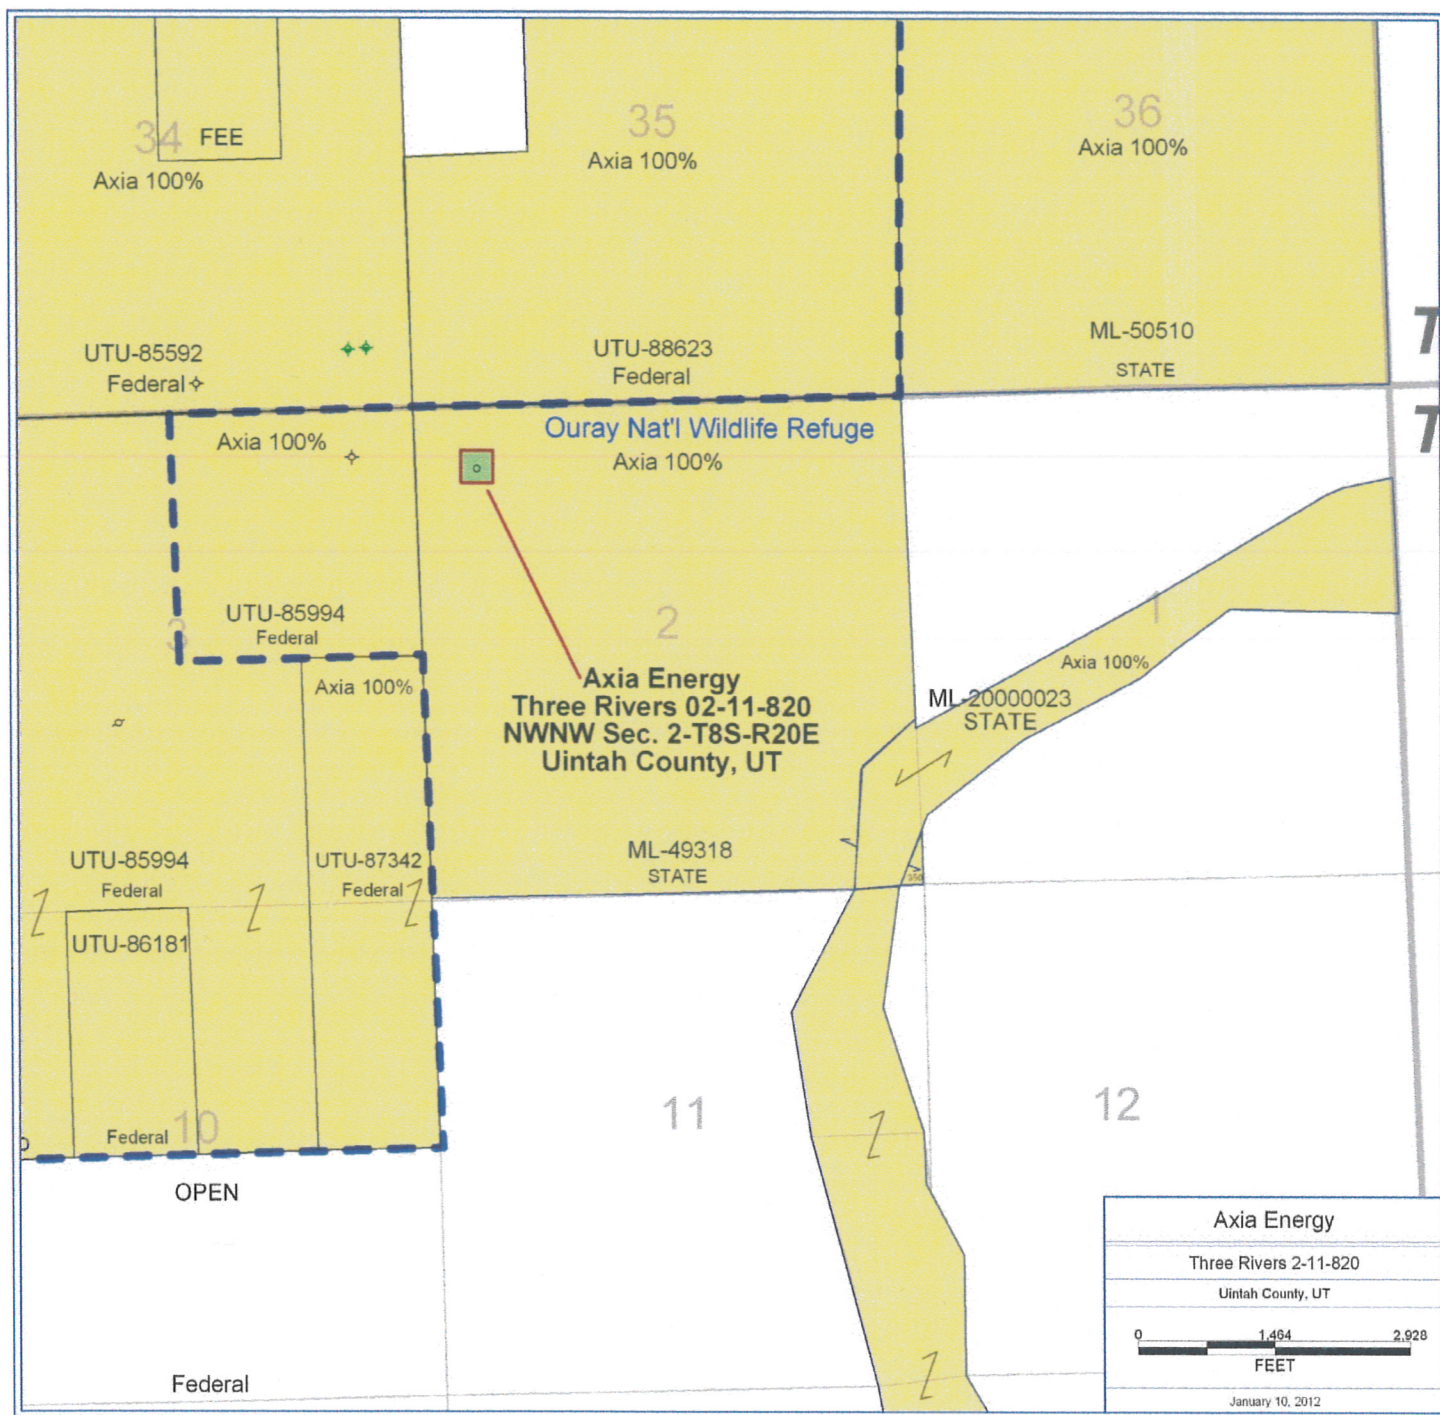 34
FEE
Axia 100%
35
Axia 100%
36
Axia 100%
UTU-85592
Federal
UTU-88623
Federal
ML-50510
STATE
T
T
Axia 100%
Ouray Nat'l Wildlife Refuge
Axia 100%
UTU-85994
Federal
3
2
1
Axia 100%
Axia 100%
Axia Energy
Three Rivers 02-11-820
NWNW Sec. 2-T8S-R20E
Uintah County, UT
ML-20000023
STATE
UTU-85994
Federal
UTU-87342
Federal
ML-49318
STATE
UTU-86181
Federal
10
11
12
OPEN
Federal
Axia Energy
Three Rivers 2-11-820
Uintah County, UT
0 1,464 2,928
FEET
January 10, 2012